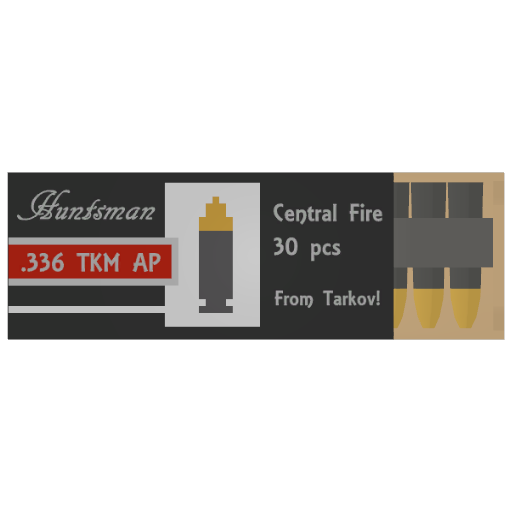 Huntsman
.336 TKM AP
Central Fire
30 pcs
From Tarkov!